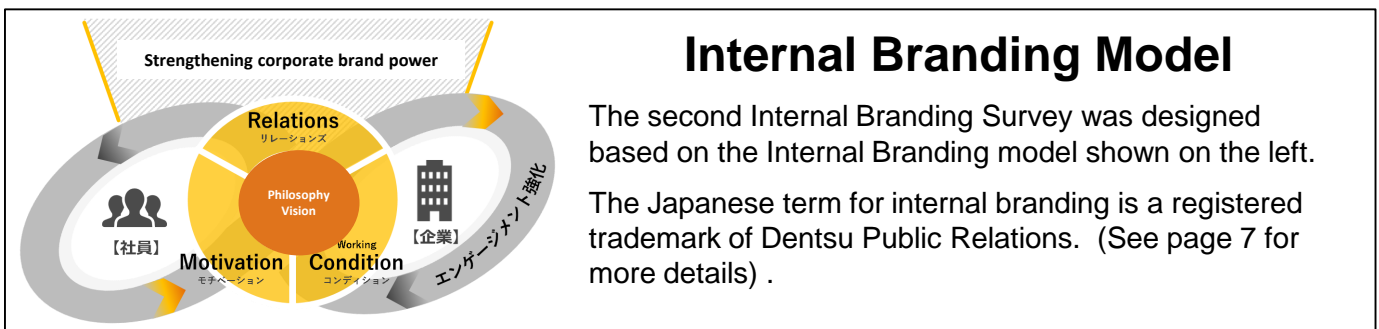 Strengthening corporate brand power
Relations
リレーションズ
Philosophy
Vision
【社員】
【企業】
Motivation
モチベーション
Working
Condition
コンディション
エンゲージメント強化
Internal Branding Model
The second Internal Branding Survey was designed
based on the Internal Branding model shown on the left.
The Japanese term for internal branding is a registered
trademark of Dentsu Public Relations.  (See page 7 for
more details) .